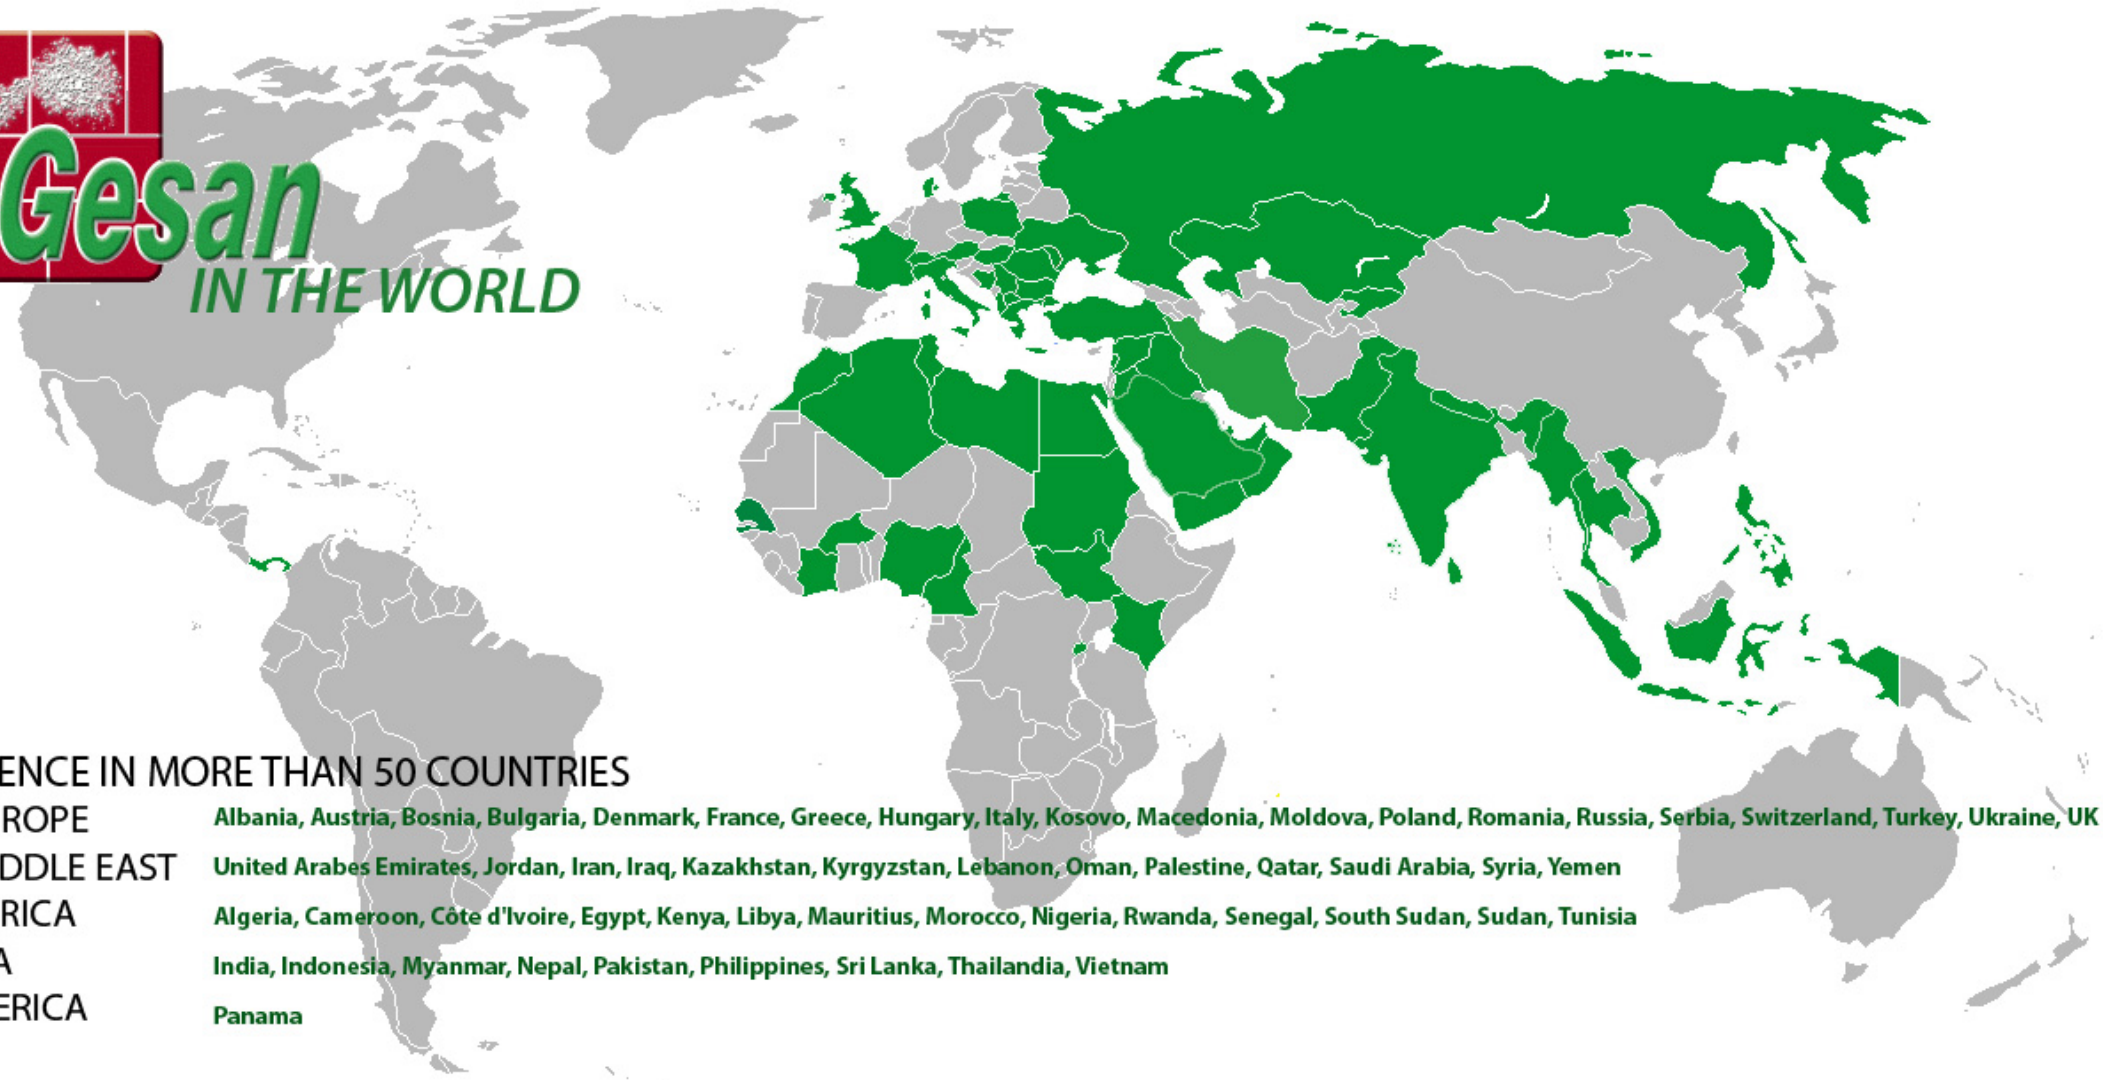 Gesan
IN THE WORLD
ENCE IN MORE THAN 50 COUNTRIES
ROPE Albania, Austria, Bosnia, Bulgaria, Denmark, France, Greece, Hungary, Italy, Kosovo, Macedonia, Moldova, Poland, Romania, Russia, Serbia, Switzerland, Turkey, Ukraine, UK
DDLE EAST United Arabes Emirates, Jordan, Iran, Iraq, Kazakhstan, Kyrgyzstan, Lebanon, Oman, Palestine, Qatar, Saudi Arabia, Syria, Yemen
RICA Algeria, Cameroon, Côte d'Ivoire, Egypt, Kenya, Libya, Mauritius, Morocco, Nigeria, Rwanda, Senegal, South Sudan, Sudan, Tunisia
A India, Indonesia, Myanmar, Nepal, Pakistan, Philippines, Sri Lanka, Thailandia, Vietnam
ERICA Panama